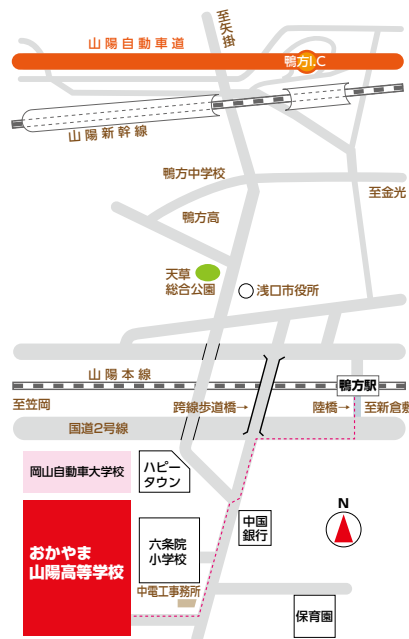 至矢掛
山陽自動車道
鴨方I.C
山陽新幹線
鴨方中学校
至金光
鴨方高
天草
総合公園
浅口市役所
山陽本線
鴨方駅
至笠岡
跨線歩道橋→
陸橋→
至新倉敷
国道2号線
岡山自動車大学校
ハピー
タウン
おかやま
山陽高等学校
六条院
小学校
中国
銀行
N
中電工事務所
保育園